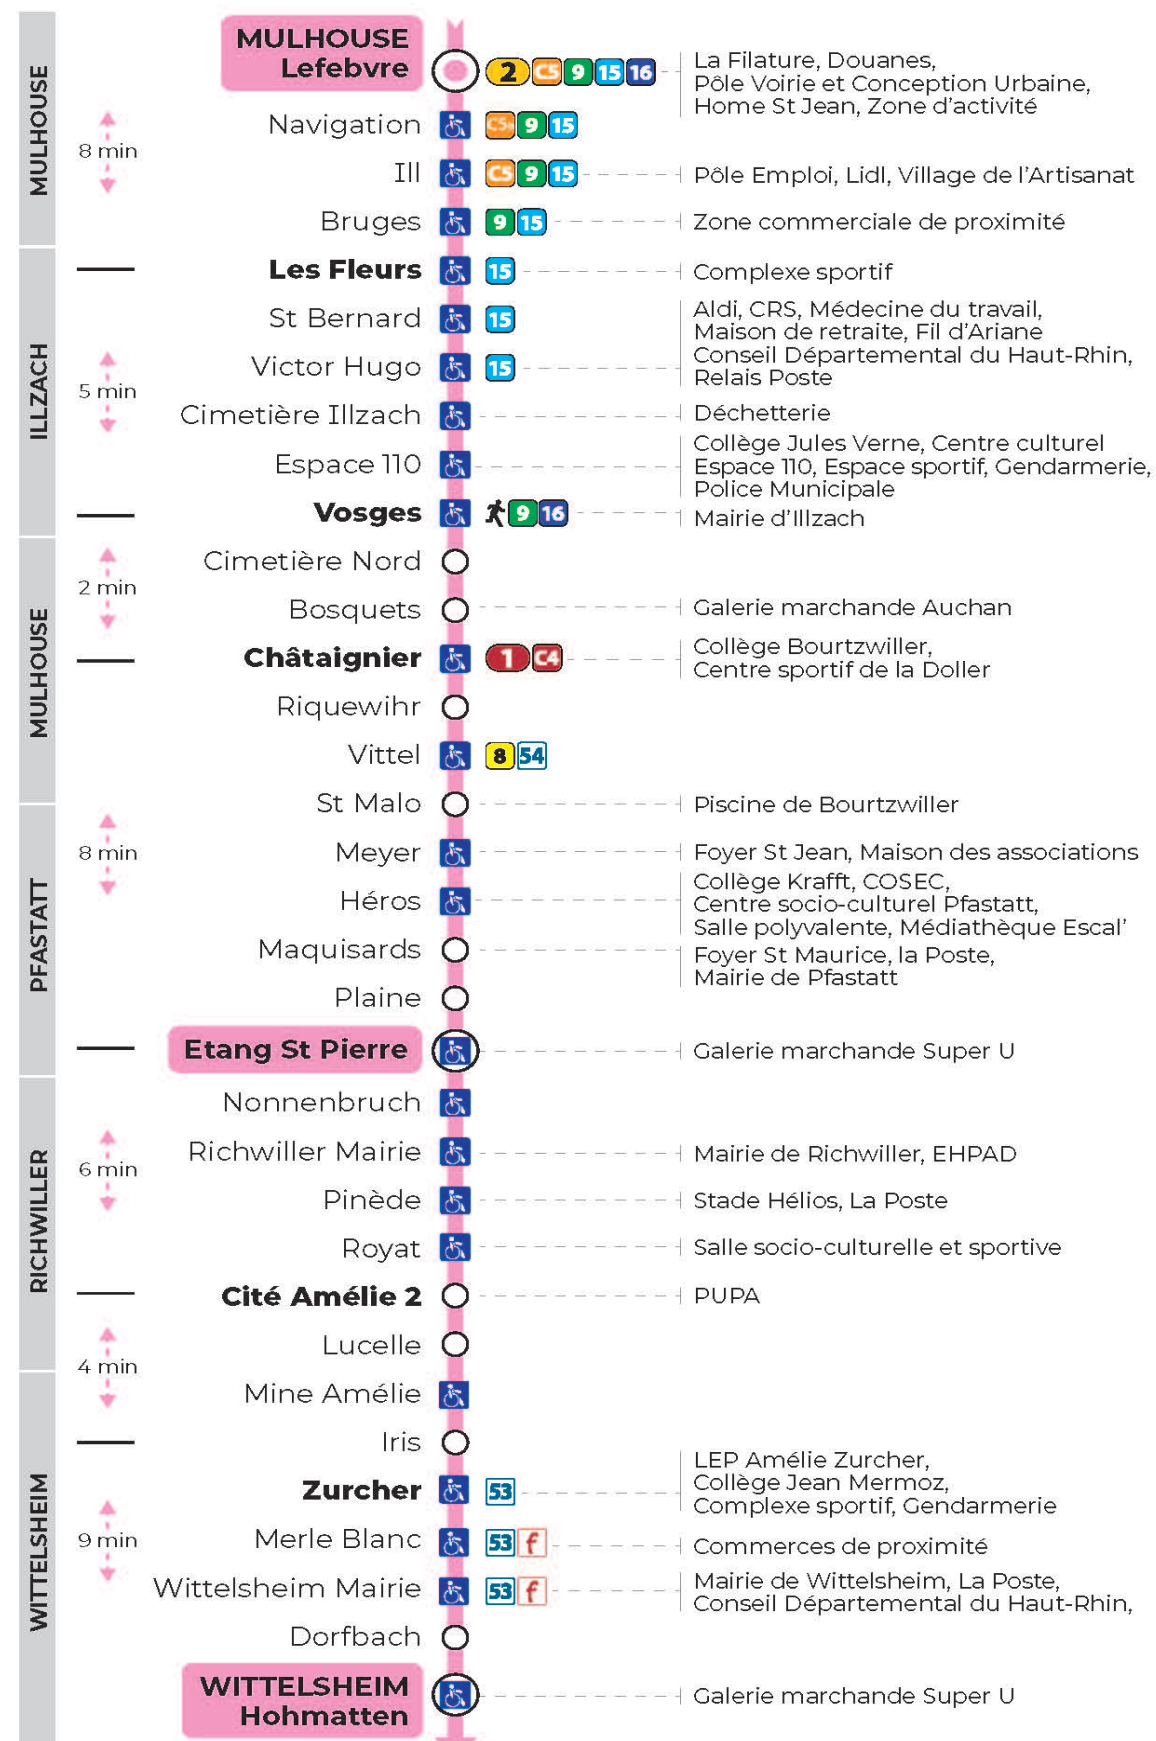 MULHOUSE
8 min
MULHOUSE
Lefebvre
2 C5 9 15 16
La Filature, Douanes,
Pôle Voirie et Conception Urbaine,
Home St Jean, Zone d'activité
Navigation
9 15
Ill
C5 9 15
Pôle Emploi, Lidl, Village de l'Artisanat
Bruges
9 15
Zone commerciale de proximité
ILLZACH
5 min
Les Fleurs
15
Complexe sportif
St Bernard
15
Aldi, CRS, Médecine du travail,
Maison de retraite, Fil d'Ariane
Victor Hugo
15
Conseil Départemental du Haut-Rhin,
Relais Poste
Cimetière Illzach
Déchetterie
Espace 110
Collège Jules Verne, Centre culturel
Espace 110, Espace sportif, Gendarmerie,
Police Municipale
Vosges
9 16
Mairie d'Illzach
MULHOUSE
2 min
Cimetière Nord
Bosquets
Galerie marchande Auchan
Châtaignier
1 C4
Collège Bourtzwiller,
Centre sportif de la Doller
Riquewihr
Vittel
8 54
PFASTATT
8 min
St Malo
Piscine de Bourtzwiller
Meyer
Foyer St Jean, Maison des associations
Héros
Collège Krafft, COSEC,
Centre socio-culturel Pfastatt,
Salle polyvalente, Médiathèque Escal'
Maquisards
Foyer St Maurice, la Poste,
Mairie de Pfastatt
Plaine
Etang St Pierre
Galerie marchande Super U
RICHWILLER
6 min
Nonnenbruch
Richwiller Mairie
Mairie de Richwiller, EHPAD
Pinède
Stade Hélios, La Poste
Royat
Salle socio-culturelle et sportive
Cité Amélie 2
PUPA
4 min
Lucelle
WITTELSHEIM
Mine Amélie
Iris
9 min
Zurcher
53
LEP Amélie Zurcher,
Collège Jean Mermoz,
Complexe sportif, Gendarmerie
Merle Blanc
53 f
Commerces de proximité
Wittelsheim Mairie
53 f
Mairie de Wittelsheim, La Poste,
Conseil Départemental du Haut-Rhin,
Dorfbach
WITTELSHEIM
Hohmatten
Galerie marchande Super U